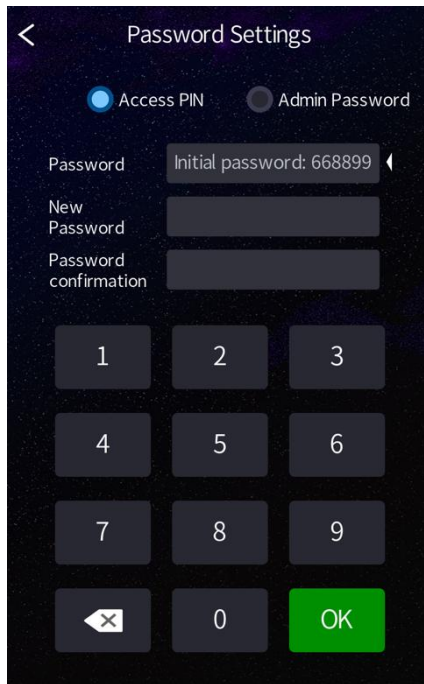 Password Settings
Access PIN Admin Password
Password Initial password: 668899
New
Password
Password
confirmation
1 2 3
4 5 6
7 8 9
0 OK